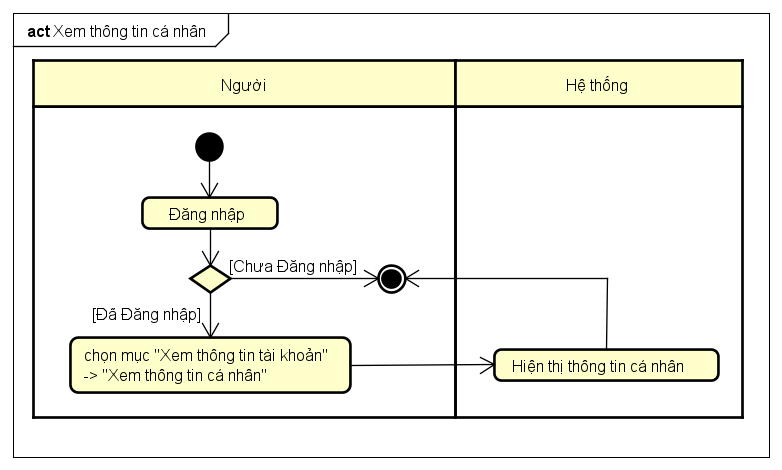 act Xem thông tin cá nhân
Người
Hệ thống
Đăng nhập
[Chưa Đăng nhập]
[Đã Đăng nhập]
chọn mục "Xem thông tin tài khoản"
-> "Xem thông tin cá nhân"
Hiện thị thông tin cá nhân